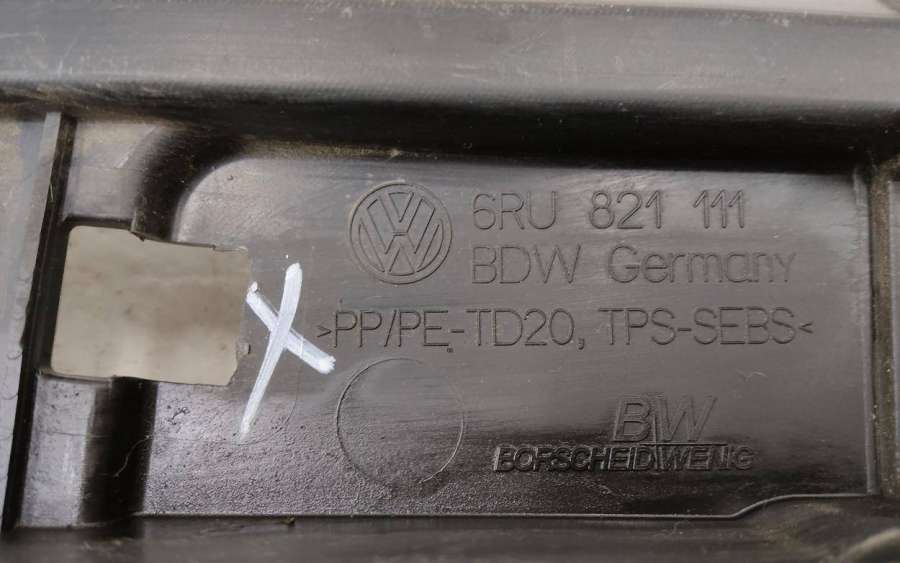 VW 6RU 821 111
BDW Germany
>PP/PE-TD20, TPS-SEBS<
BW
BORSCHEID WENIG